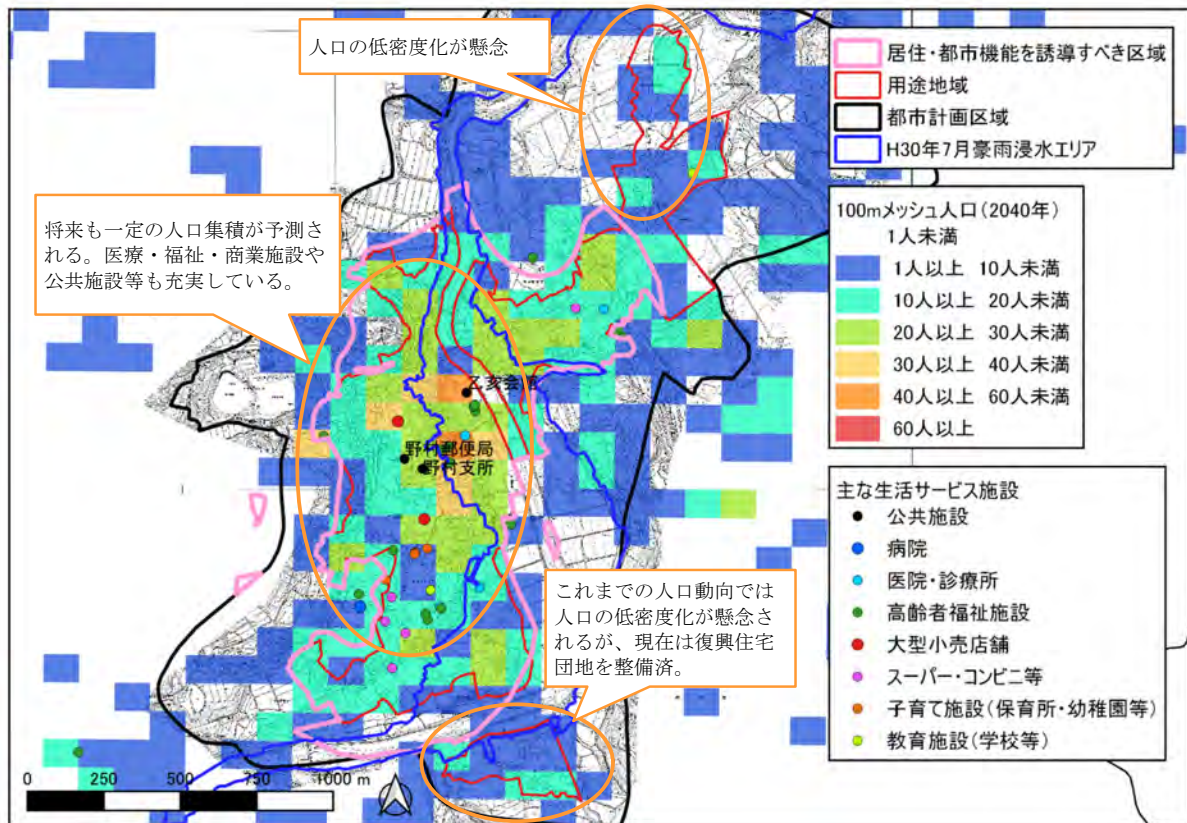 人口の低密度化が懸念
将来も一定の人口集積が予測さ
れる。医療・福祉・商業施設や
公共施設等も充実している。
乙亥会館
野村郵便局
野村支所
これまでの人口動向では
人口の低密度化が懸念さ
れるが、現在は復興住宅
団地を整備済。
0 250 500 750 1000 m
居住・都市機能を誘導すべき区域
用途地域
都市計画区域
H30年7月豪雨浸水エリア
100mメッシュ人口(2040年)
1人未満
1人以上 10人未満
10人以上 20人未満
20人以上 30人未満
30人以上 40人未満
40人以上 60人未満
60人以上
主な生活サービス施設
公共施設
病院
医院・診療所
高齢者福祉施設
大型小売店舗
スーパー・コンビニ等
子育て施設(保育所・幼稚園等)
教育施設(学校等)